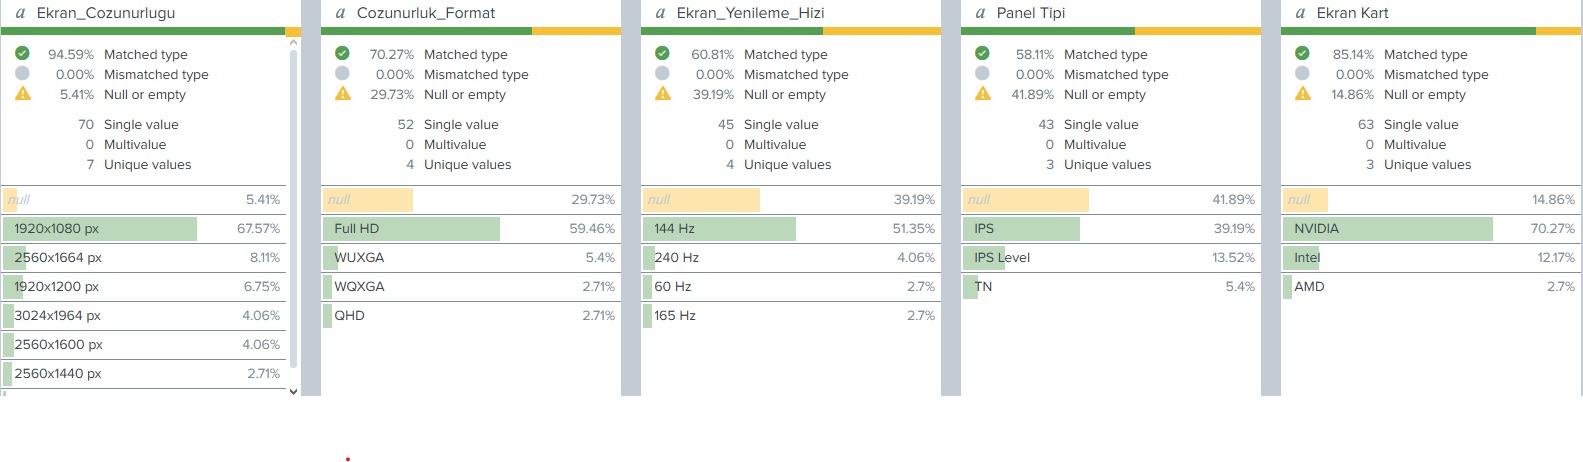 a Ekran_Cozunurlugu
94.59% Matched type
0.00% Mismatched type
5.41% Null or empty
70 Single value
0 Multivalue
7 Unique values
null 5.41%
1920x1080 px 67.57%
2560x1664 px 8.11%
1920x1200 px 6.75%
3024x1964 px 4.06%
2560x1600 px 4.06%
2560x1440 px 2.71%
a Cozunurluk_Format
70.27% Matched type
0.00% Mismatched type
29.73% Null or empty
52 Single value
0 Multivalue
4 Unique values
null 29.73%
Full HD 59.46%
WUXGA 5.4%
WQXGA 2.71%
QHD 2.71%
a Ekran_Yenileme_Hizi
60.81% Matched type
0.00% Mismatched type
39.19% Null or empty
45 Single value
0 Multivalue
4 Unique values
null 39.19%
144 Hz 51.35%
240 Hz 4.06%
60 Hz 2.7%
165 Hz 2.7%
a Panel Tipi
58.11% Matched type
0.00% Mismatched type
41.89% Null or empty
43 Single value
0 Multivalue
3 Unique values
null 41.89%
IPS 39.19%
IPS Level 13.52%
TN 5.4%
a Ekran Kart
85.14% Matched type
0.00% Mismatched type
14.86% Null or empty
63 Single value
0 Multivalue
3 Unique values
null 14.86%
NVIDIA 70.27%
Intel 12.17%
AMD 2.7%